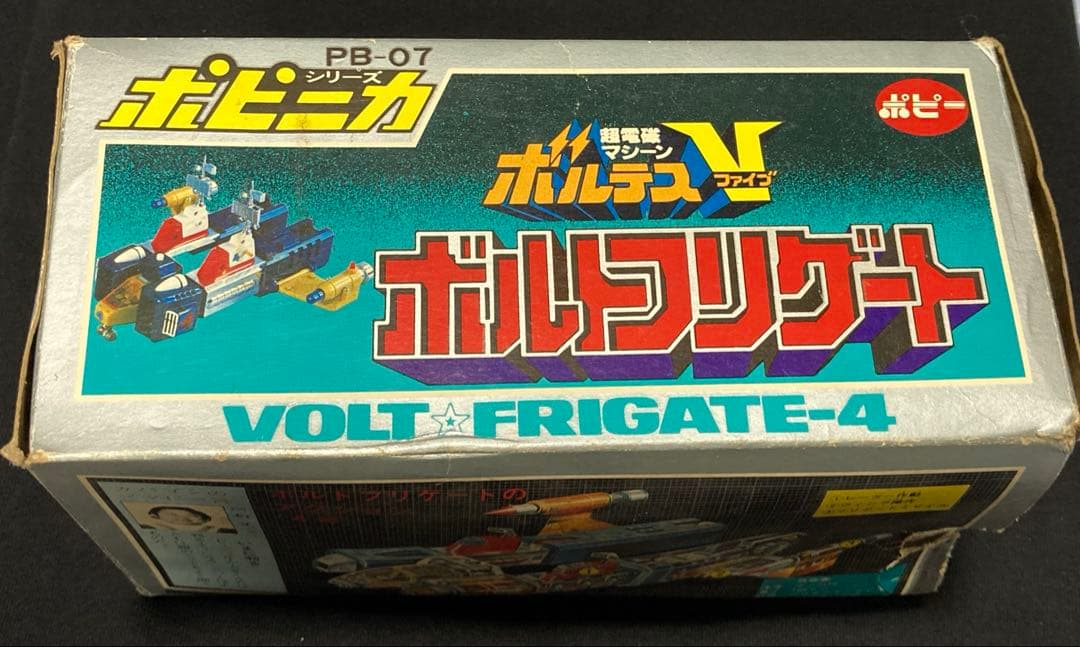 PB-07
ポピニカ
シリーズ
ポピー
超電磁
マシーン
ボルテスV
ファイブ
ボルトフリゲート
VOLT☆FRIGATE-4
ボルトフリゲートの